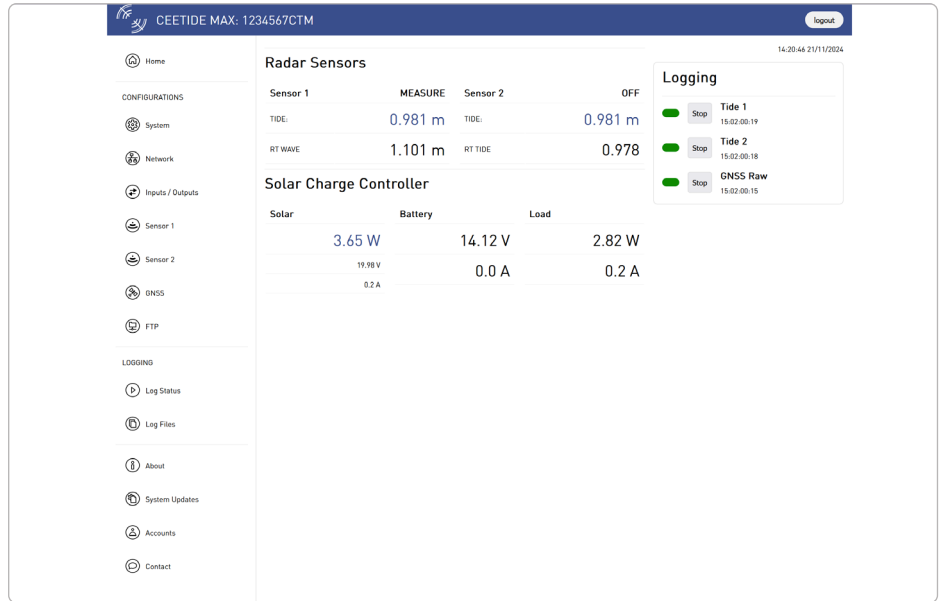 CEETIDE MAX: 1234567CTM
logout
14:20:46 21/11/2024
Home
CONFIGURATIONS
System
Network
Inputs / Outputs
Sensor 1
Sensor 2
GNSS
FTP
LOGGING
Log Status
Log Files
About
System Updates
Accounts
Contact
Radar Sensors
Sensor 1 MEASURE Sensor 2 OFF
TIDE: 0.981 m TIDE: 0.981 m
RT WAVE 1.101 m RT TIDE 0.978
Solar Charge Controller
Solar Battery Load
3.65 W 14.12 V 2.82 W
19.98 V 0.0 A 0.2 A
0.2 A
Logging
Stop Tide 1
15:02:00:19
Stop Tide 2
15:02:00:18
Stop GNSS Raw
15:02:00:15